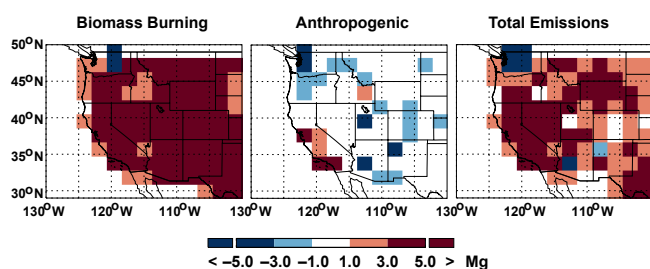 Biomass Burning Anthropogenic Total Emissions
50°N
45°N
40°N
35°N
30°N
130°W 120°W 110°W 130°W 120°W 110°W 130°W 120°W 110°W
< −5.0 −3.0 −1.0 1.0 3.0 5.0 > Mg